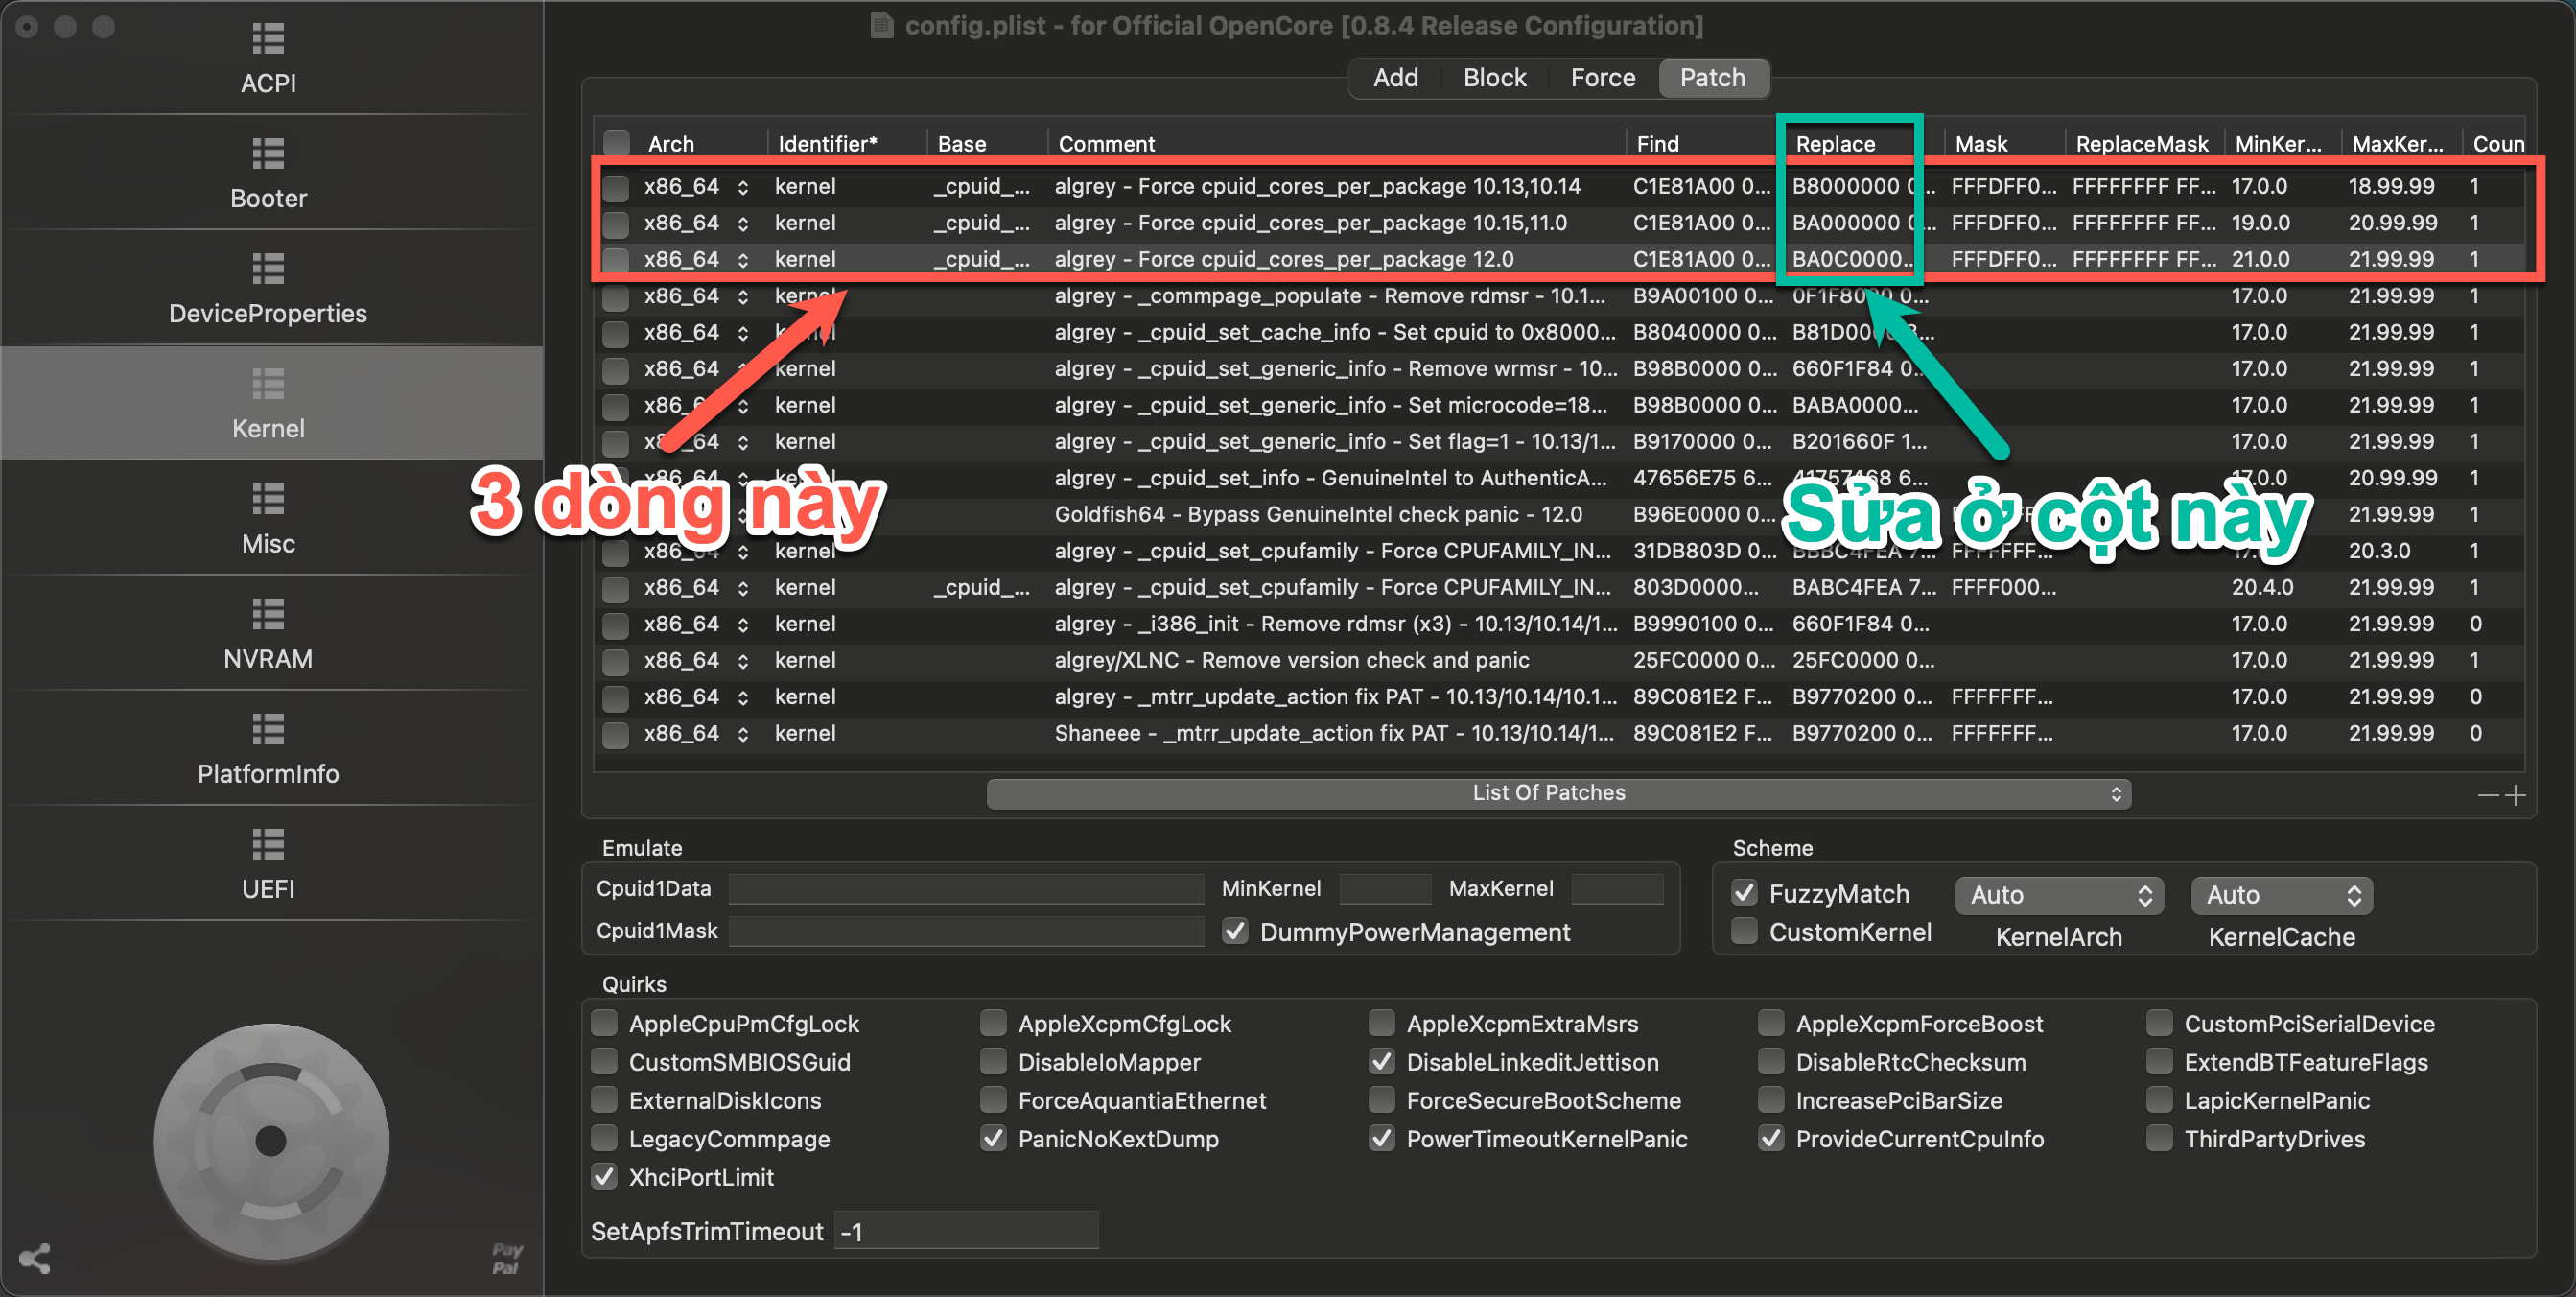 config.plist - for Official OpenCore [0.8.4 Release Configuration]
ACPI
Booter
DeviceProperties
Kernel
Misc
NVRAM
PlatformInfo
UEFI
Pay
Pal
Add Block Force Patch
Arch Identifier* Base Comment Find Replace Mask ReplaceMask MinKer... MaxKer... Coun
x86_64 kernel _cpuid_... algrey - Force cpuid_cores_per_package 10.13,10.14 C1E81A00 0... B8000000 0... FFFDFF0... FFFFFFFF FF... 17.0.0 18.99.99 1
x86_64 kernel _cpuid_... algrey - Force cpuid_cores_per_package 10.15,11.0 C1E81A00 0... BA000000 0... FFFDFF0... FFFFFFFF FF... 19.0.0 20.99.99 1
x86_64 kernel _cpuid_... algrey - Force cpuid_cores_per_package 12.0 C1E81A00 0... BA0C0000... FFFDFF0... FFFFFFFF FF... 21.0.0 21.99.99 1
x86_64 kernel algrey - _commpage_populate - Remove rdmsr - 10.1... B9A00100 0... 0F1F8000 0... 17.0.0 21.99.99 1
x86_64 kernel algrey - _cpuid_set_cache_info - Set cpuid to 0x8000... B8040000 0... 17.0.0 21.99.99 1
x86_64 kernel algrey - _cpuid_set_generic_info - Remove wrmsr - 10... B98B0000 0... 660F1F84 0... 17.0.0 21.99.99 1
x86_64 kernel algrey - _cpuid_set_generic_info - Set microcode=18... B98B0000 0... BABA0000... 17.0.0 21.99.99 1
x86_64 kernel algrey - _cpuid_set_generic_info - Set flag=1 - 10.13/1... B9170000 0... B201660F 1... 17.0.0 21.99.99 1
x86_64 kernel algrey - _cpuid_set_info - GenuineIntel to AuthenticA... 47656E75 6... 41757468 6... 17.0.0 20.99.99 1
Goldfish64 - Bypass GenuineIntel check panic - 12.0 B96E0000 0... 21.99.99 1
x86_64 kernel algrey - _cpuid_set_cpufamily - Force CPUFAMILY_IN... 31DB803D 0... BBBC4FEA 7... FFFFFFF... 17.0.0 20.3.0 1
x86_64 kernel _cpuid_... algrey - _cpuid_set_cpufamily - Force CPUFAMILY_IN... 803D0000... BABC4FEA 7... FFFF000... 20.4.0 21.99.99 1
x86_64 kernel algrey - _i386_init - Remove rdmsr (x3) - 10.13/10.14/1... B9990100 0... 660F1F84 0... 17.0.0 21.99.99 0
x86_64 kernel algrey/XLNC - Remove version check and panic 25FC0000 0... 25FC0000 0... 17.0.0 21.99.99 1
x86_64 kernel algrey - _mtrr_update_action fix PAT - 10.13/10.14/10.1... 89C081E2 F... B9770200 0... FFFFFFF... 17.0.0 21.99.99 0
x86_64 kernel Shaneee - _mtrr_update_action fix PAT - 10.13/10.14/1... 89C081E2 F... B9770200 0... FFFFFFF... 17.0.0 21.99.99 0
3 dòng này
Sửa ở cột này
List Of Patches
Emulate
Cpuid1Data MinKernel MaxKernel
Cpuid1Mask DummyPowerManagement
Scheme
FuzzyMatch Auto Auto
CustomKernel KernelArch KernelCache
Quirks
AppleCpuPmCfgLock AppleXcpmCfgLock AppleXcpmExtraMsrs AppleXcpmForceBoost CustomPciSerialDevice
CustomSMBIOSGuid DisableIoMapper DisableLinkeditJettison DisableRtcChecksum ExtendBTFeatureFlags
ExternalDiskIcons ForceAquantiaEthernet ForceSecureBootScheme IncreasePciBarSize LapicKernelPanic
LegacyCommpage PanicNoKextDump PowerTimeoutKernelPanic ProvideCurrentCpuInfo ThirdPartyDrives
XhciPortLimit
SetApfsTrimTimeout -1